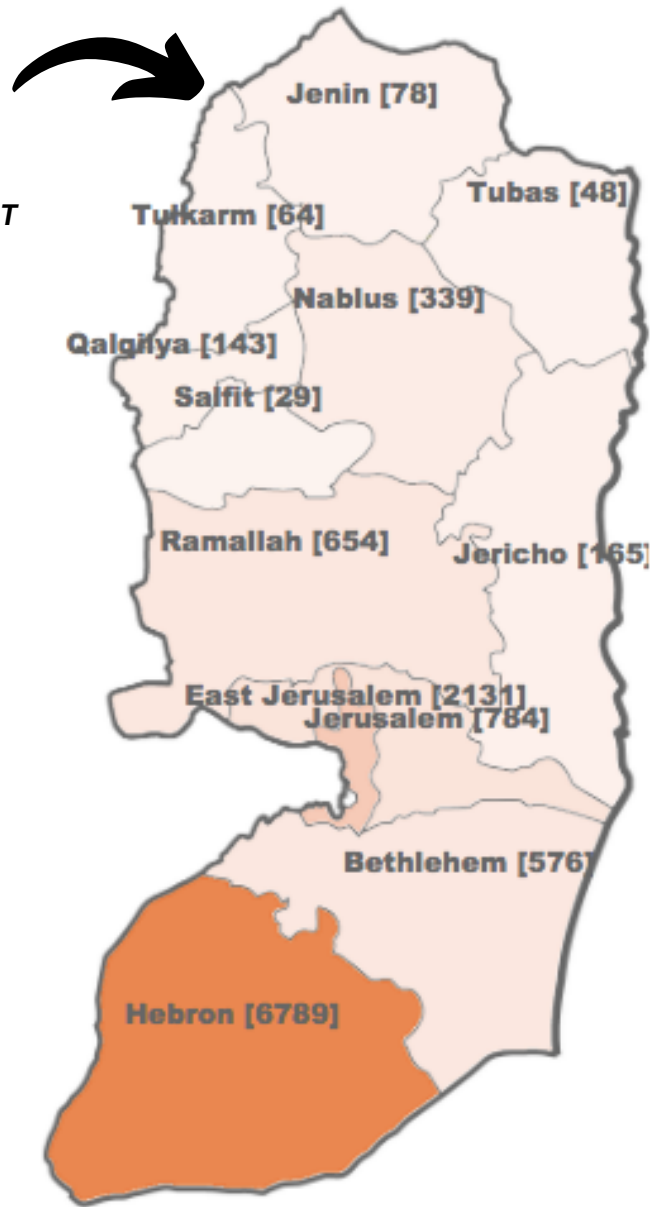 Jenin [78]
Tubas [48]
T
Tulkarm [64]
Nablus [339]
Qalqilya [143]
Salfit [29]
Ramallah [654]
Jericho [165]
East Jerusalem [2131]
Jerusalem [784]
Bethlehem [576]
Hebron [6789]